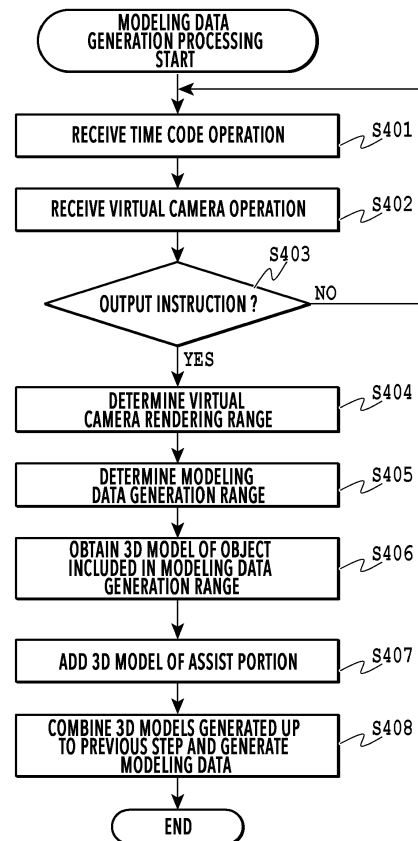 MODELING DATA
GENERATION PROCESSING
START
RECEIVE TIME CODE OPERATION
S401
RECEIVE VIRTUAL CAMERA OPERATION
S402
S403
OUTPUT INSTRUCTION ?
NO
YES
DETERMINE VIRTUAL
CAMERA RENDERING RANGE
S404
DETERMINE MODELING
DATA GENERATION RANGE
S405
OBTAIN 3D MODEL OF OBJECT
INCLUDED IN MODELING DATA
GENERATION RANGE
S406
ADD 3D MODEL OF ASSIST PORTION
S407
COMBINE 3D MODELS GENERATED UP
TO PREVIOUS STEP AND GENERATE
MODELING DATA
S408
END